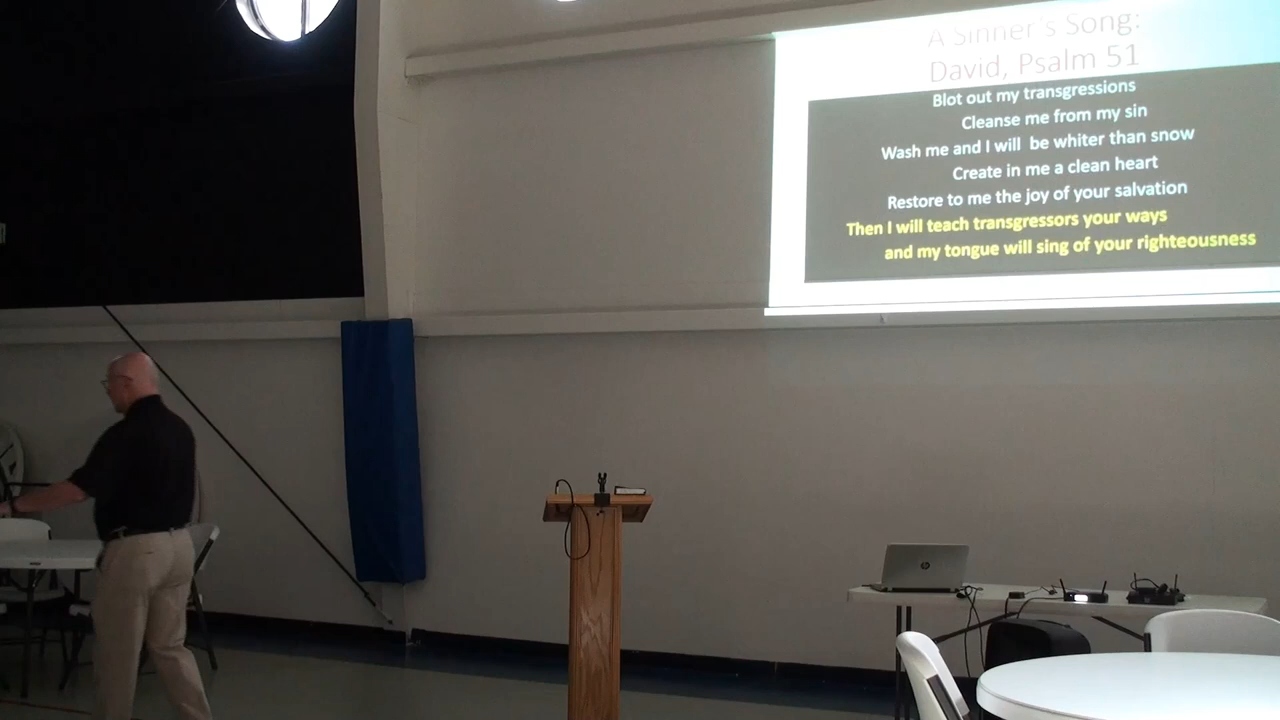 A Sinner's Song:
David, Psalm 51
Blot out my transgressions
Cleanse me from my sin
Wash me and I will be whiter than snow
Create in me a clean heart
Restore to me the joy of your salvation
Then I will teach transgressors your ways
and my tongue will sing of your righteousness
hp